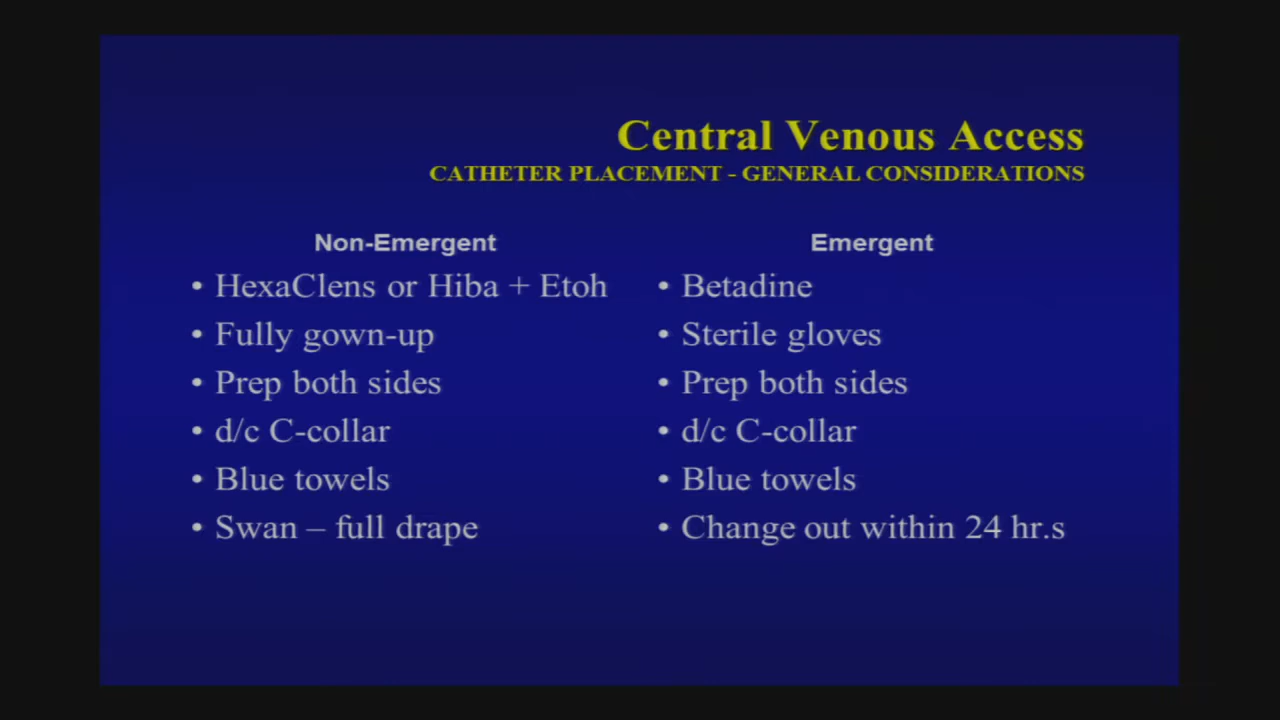 Central Venous Access
CATHETER PLACEMENT - GENERAL CONSIDERATIONS
Non-Emergent
• HexaClens or Hiba + Etoh
• Fully gown-up
• Prep both sides
• d/c C-collar
• Blue towels
• Swan – full drape
Emergent
• Betadine
• Sterile gloves
• Prep both sides
• d/c C-collar
• Blue towels
• Change out within 24 hr.s